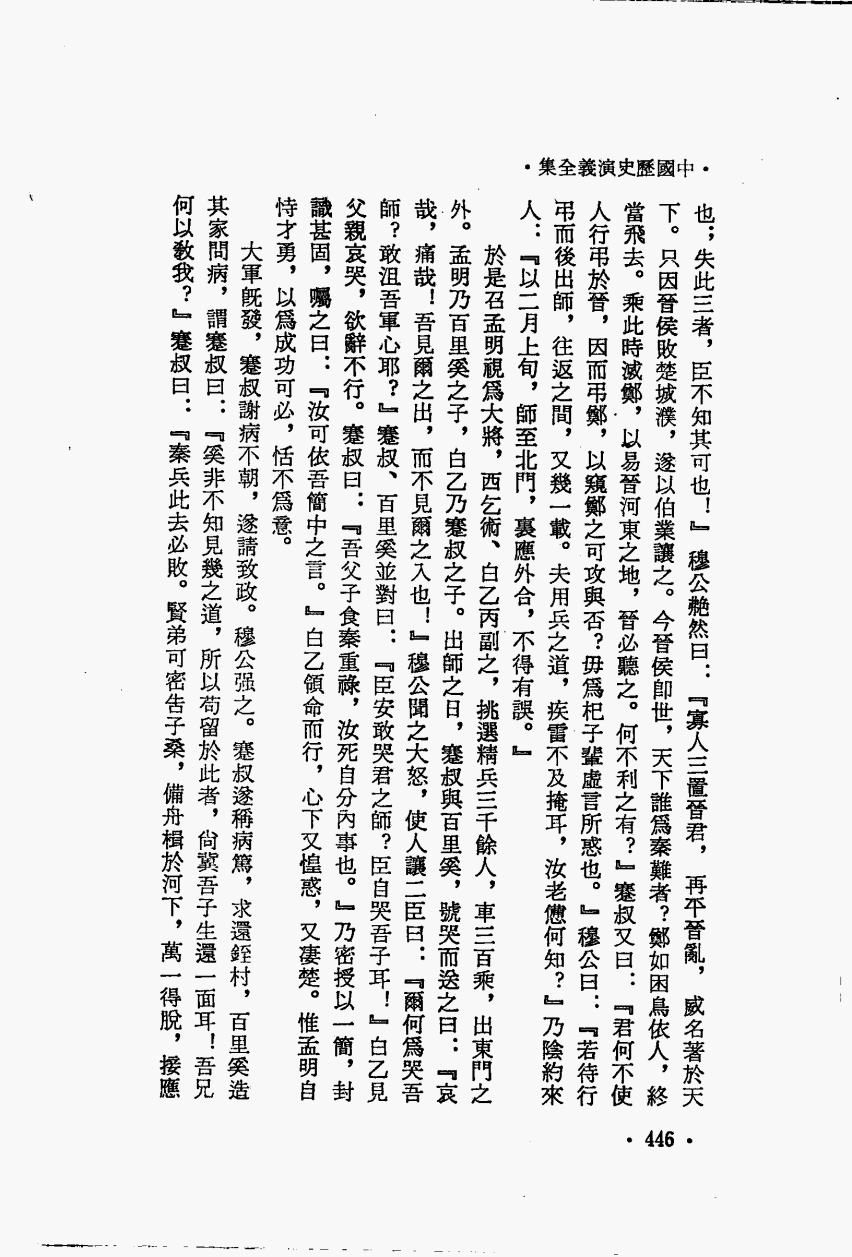 ·中國歷史演義全集·
也；失此三者，臣不知其可也！』穆公艴然曰：『寡人三置晉君，再平晉亂，威名著於天
下。只因晉侯敗楚城濮，遂以伯業讓之。今晉侯卽世，天下誰爲秦難者？鄭如困鳥依人，終
當飛去。乘此時滅鄭，以易晉河東之地，晉必聽之。何不利之有？』蹇叔又曰：『君何不使
人行弔於晉，因而弔鄭，以窺鄭之可攻與否？毋爲杞子輩虛言所惑也。』穆公曰：『若待行
弔而後出師，往返之間，又幾一載。夫用兵之道，疾雷不及掩耳，汝老憊何知？』乃陰約來
人：『以二月上旬，師至北門，裏應外合，不得有誤。』
於是召孟明視爲大將，西乞術、白乙丙副之，挑選精兵三千餘人，車三百乘，出東門之
外。孟明乃百里奚之子，白乙乃蹇叔之子。出師之日，蹇叔與百里奚，號哭而送之曰：『哀
哉，痛哉！吾見爾之出，而不見爾之入也！』穆公聞之大怒，使人讓二臣曰：『爾何爲哭吾
師？敢沮吾軍心耶？』蹇叔、百里奚並對曰：『臣安敢哭君之師？臣自哭吾子耳！』白乙見
父親哀哭，欲辭不行。蹇叔曰：『吾父子食秦重祿，汝死自分內事也。』乃密授以一簡，封
識甚固，囑之曰：『汝可依吾簡中之言。』白乙領命而行，心下又惶惑，又凄楚。惟孟明自
恃才勇，以爲成功可必，恬不爲意。
大軍旣發，蹇叔謝病不朝，遂請致政。穆公强之。蹇叔遂稱病篤，求還銍村，百里奚造
其家問病，謂蹇叔曰：『奚非不知見幾之道，所以苟留於此者，尙冀吾子生還一面耳！吾兄
何以敎我？』蹇叔曰：『秦兵此去必敗。賢弟可密告子桑，備舟楫於河下，萬一得脫，接應
·446·